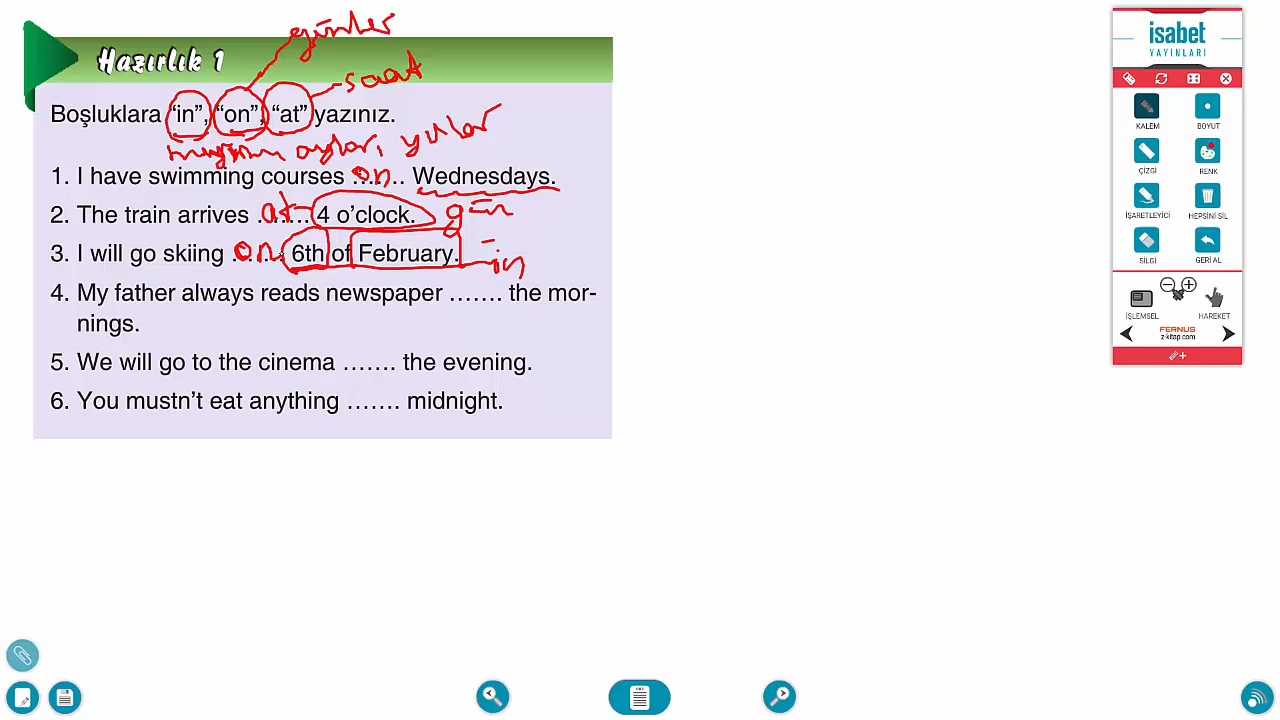 günler
Hazırlık 1
saat
Boşluklara “in”, “on”, “at” yazınız.
aylar, yıllar
1. I have swimming courses on Wednesdays.
2. The train arrives at 4 o’clock. gün
3. I will go skiing on 6th of February. in
4. My father always reads newspaper ……. the mor-
nings.
5. We will go to the cinema ……. the evening.
6. You mustn’t eat anything ……. midnight.
isabet
YAYINLARI
KALEM BOYUT
ÇİZGİ RENK
İŞARETLEYİCİ HEPSİNİ SİL
SİLGİ GERİ AL
İŞLEMSEL HAREKET
FERNUS
z-kitap.com